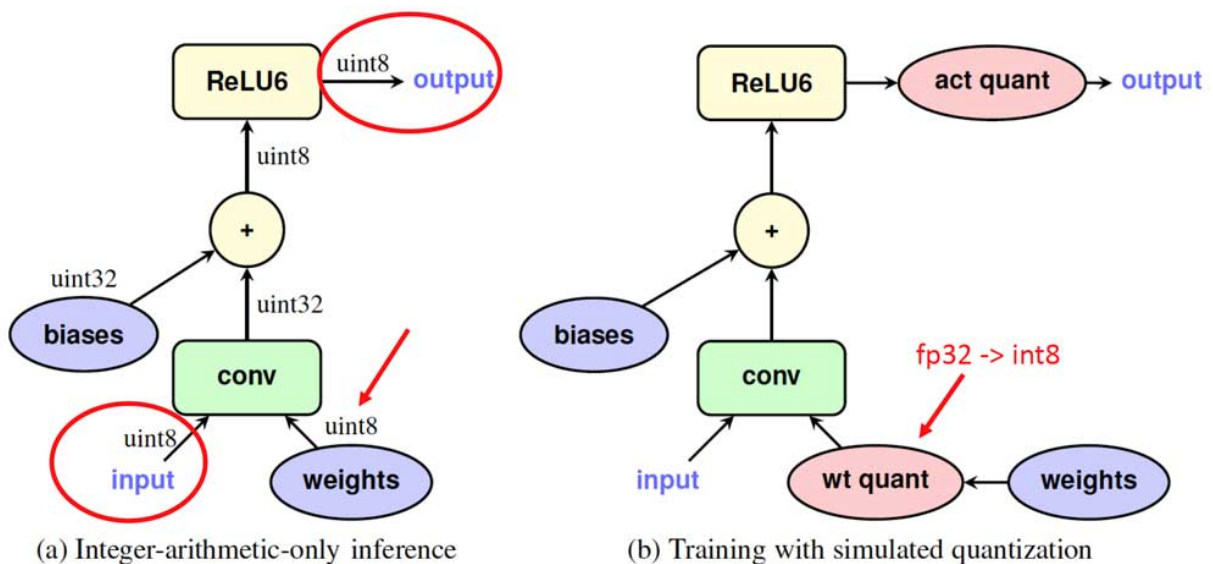 ReLU6
uint8
output
uint8
+
uint32
biases
uint32
conv
uint8
input
uint8
weights
(a) Integer-arithmetic-only inference
ReLU6
act quant
output
+
biases
conv
fp32 -> int8
input
wt quant
weights
(b) Training with simulated quantization